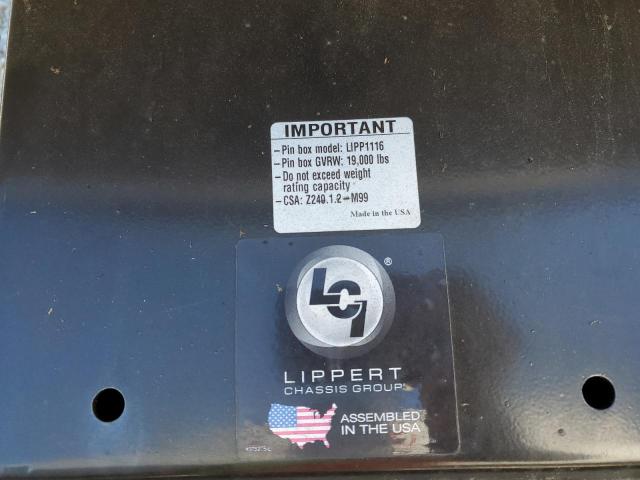 IMPORTANT
- Pin box model: LIPP1116
- Pin box GVRW: 19,000 lbs
- Do not exceed weight
rating capacity
- CSA: Z240.1.2-M99
Made in the USA
LCI ®
LIPPERT
CHASSIS GROUP
ASSEMBLED
IN THE USA